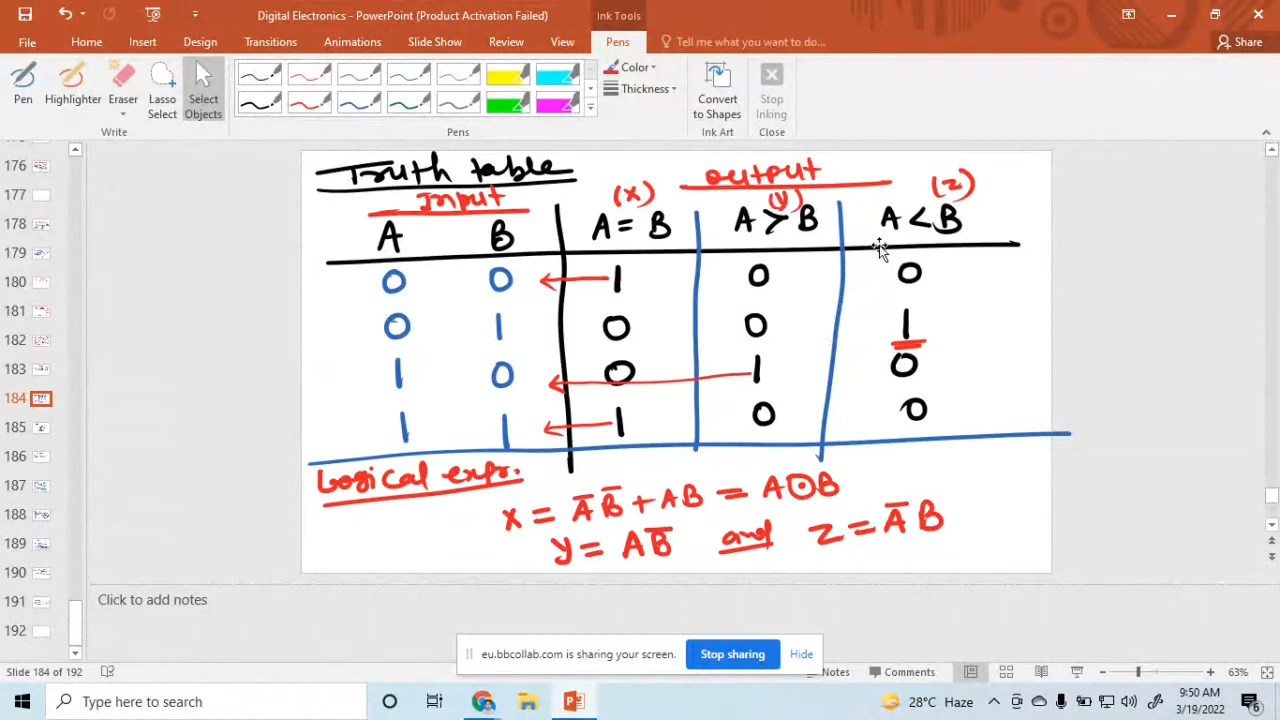 Digital Electronics - PowerPoint (Product Activation Failed)
Ink Tools
File Home Insert Design Transitions Animations Slide Show Review View Pens Tell me what you want to do... Share
Pen Highlighter Eraser Lasso Select Select Objects
Color
Thickness
Convert to Shapes
Stop Inking
Write Pens Ink Art Close
176
177
178
179
180
181
182
183
184
185
186
187
188
189
190
191
192
Truth table
Input
output
(X) (Y) (Z)
A B A = B A > B A < B
0 0 1 0 0
0 1 0 0 1
1 0 0 1 0
1 1 1 0 0
Logical expr.
X = A̅ B̅ + AB = A⊙B
y = AB̅ and Z = A̅ B
Click to add notes
eu.bbcollab.com is sharing your screen. Stop sharing Hide
Slide 184 of 192 Notes Comments 63%
Type here to search
28°C Haze
9:50 AM
3/19/2022
6